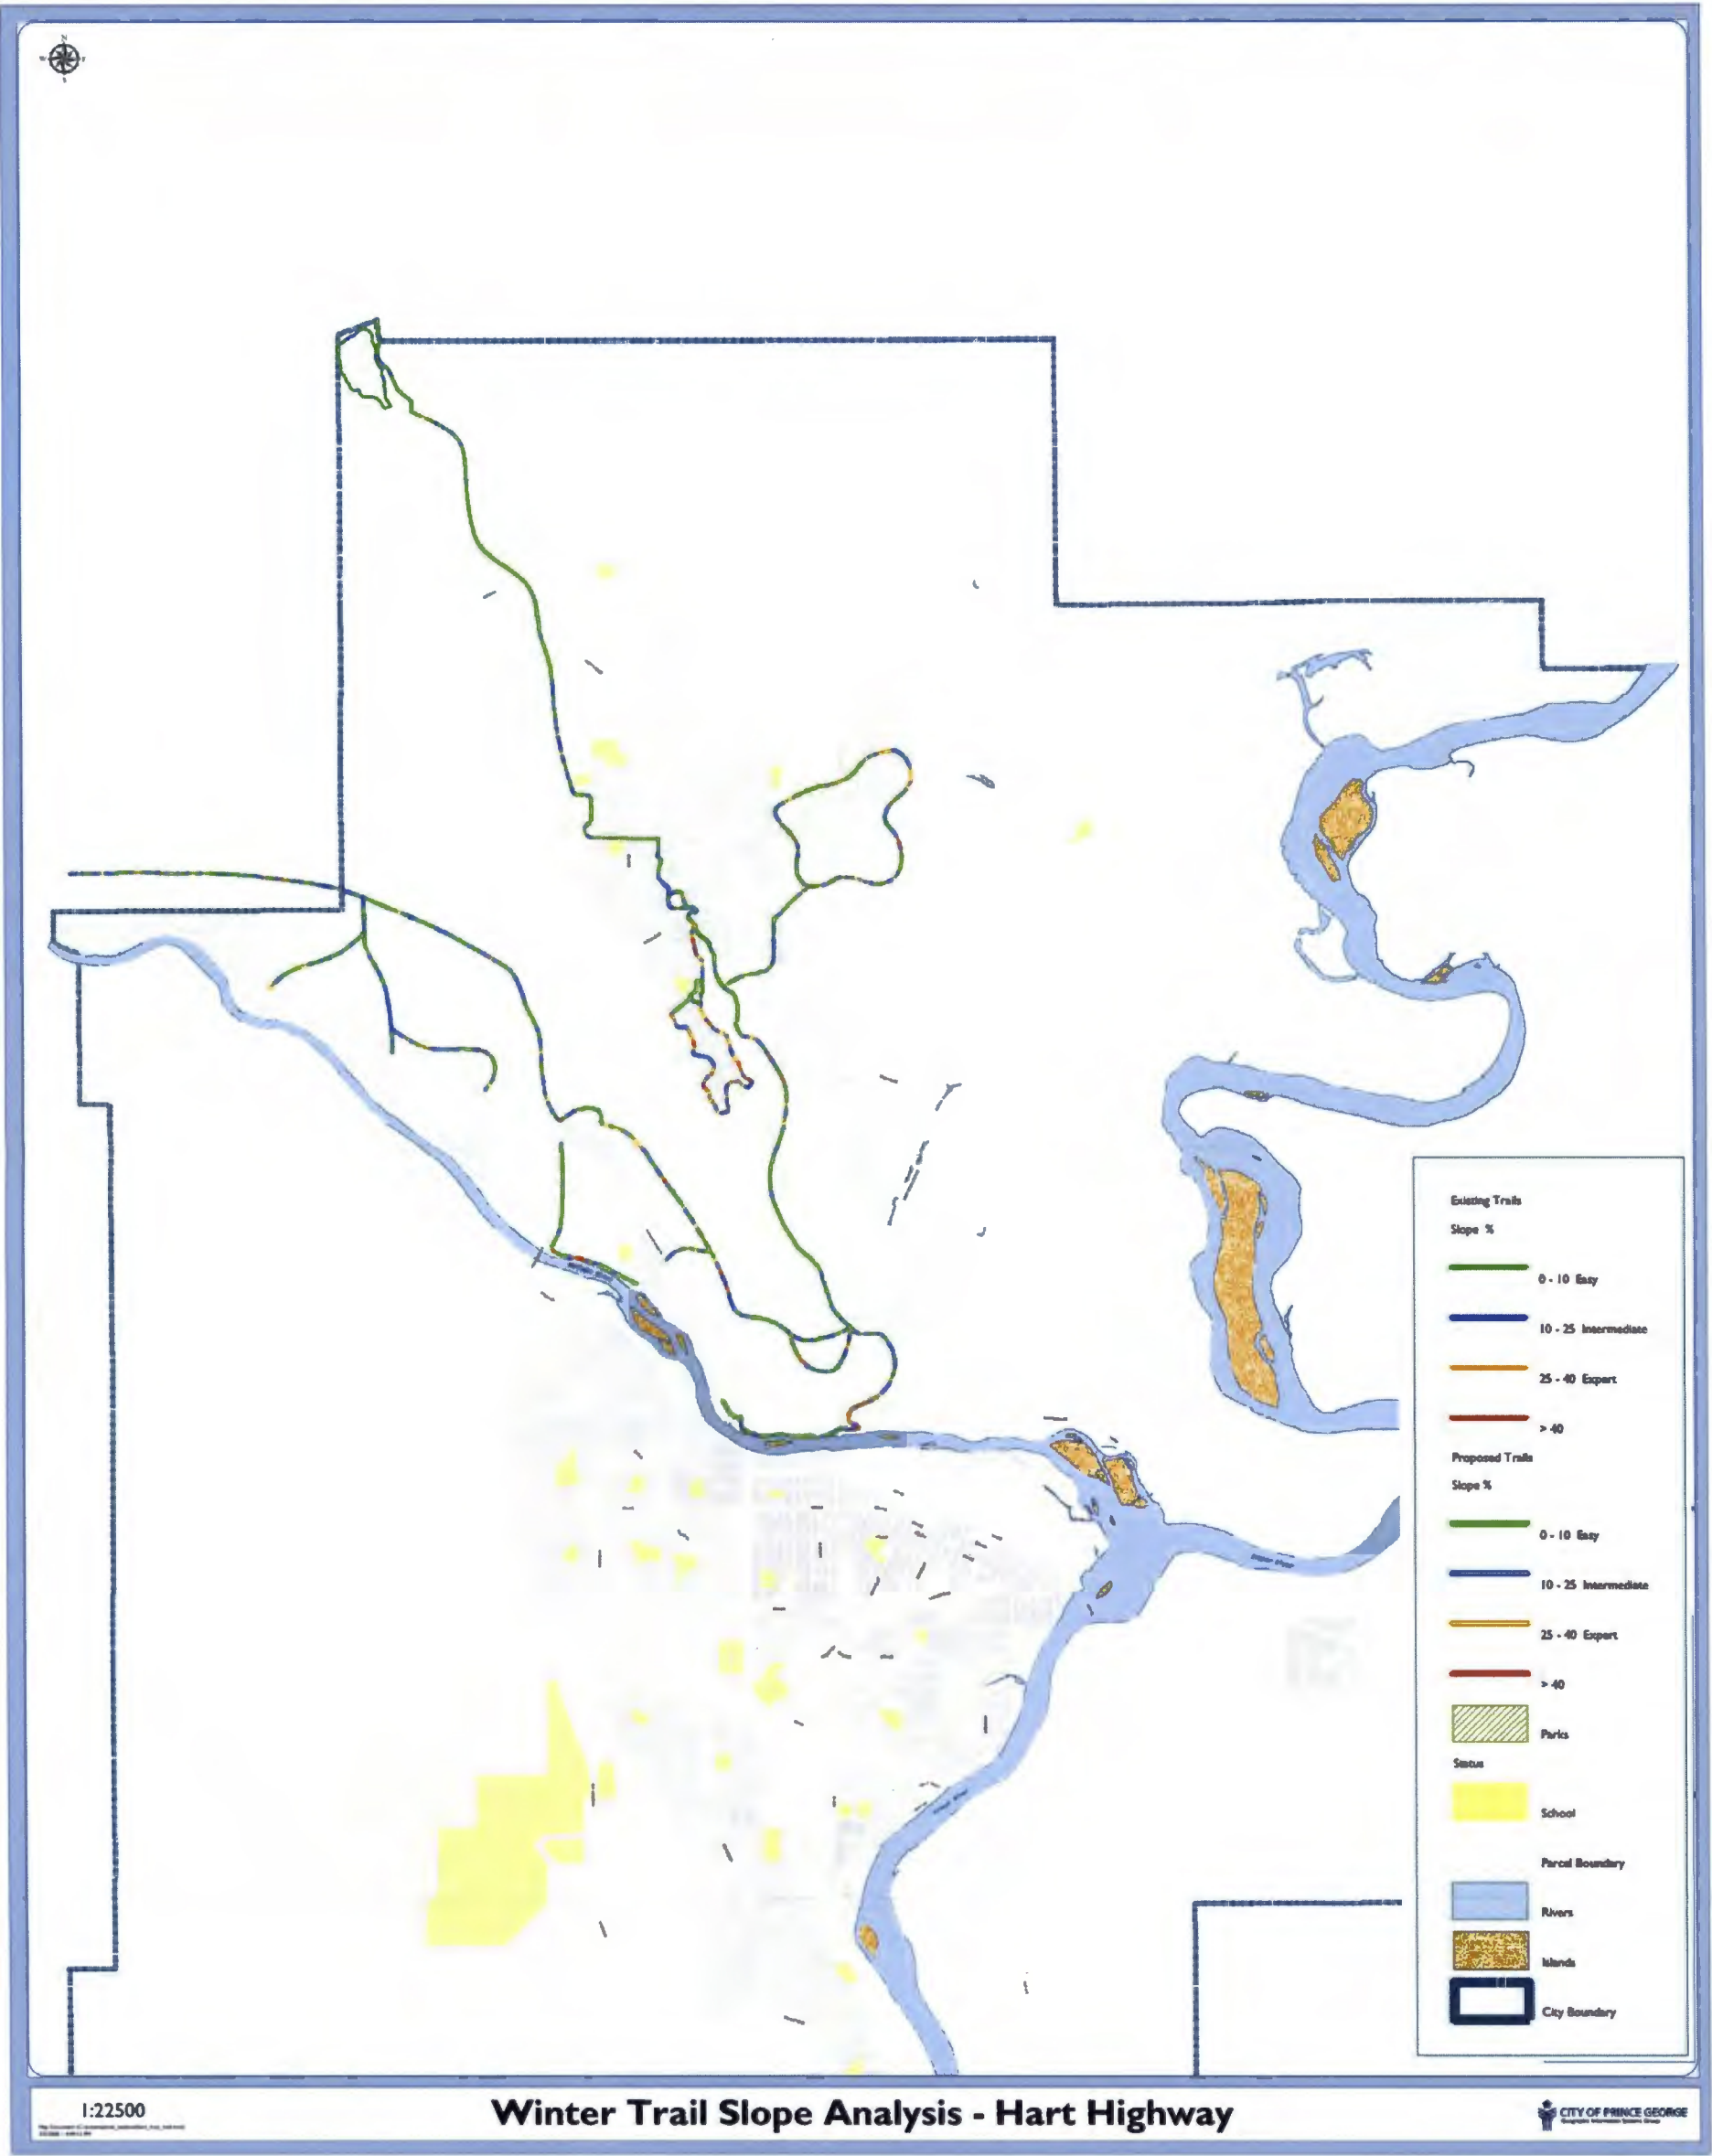 N
Existing Trails
Slope %
0 - 10 Easy
10 - 25 Intermediate
25 - 40 Expert
> 40
Proposed Trails
Slope %
0 - 10 Easy
10 - 25 Intermediate
25 - 40 Expert
> 40
Parks
Status
School
Parcel Boundary
Rivers
Islands
City Boundary
1:22500
Winter Trail Slope Analysis - Hart Highway
CITY OF PRINCE GEORGE